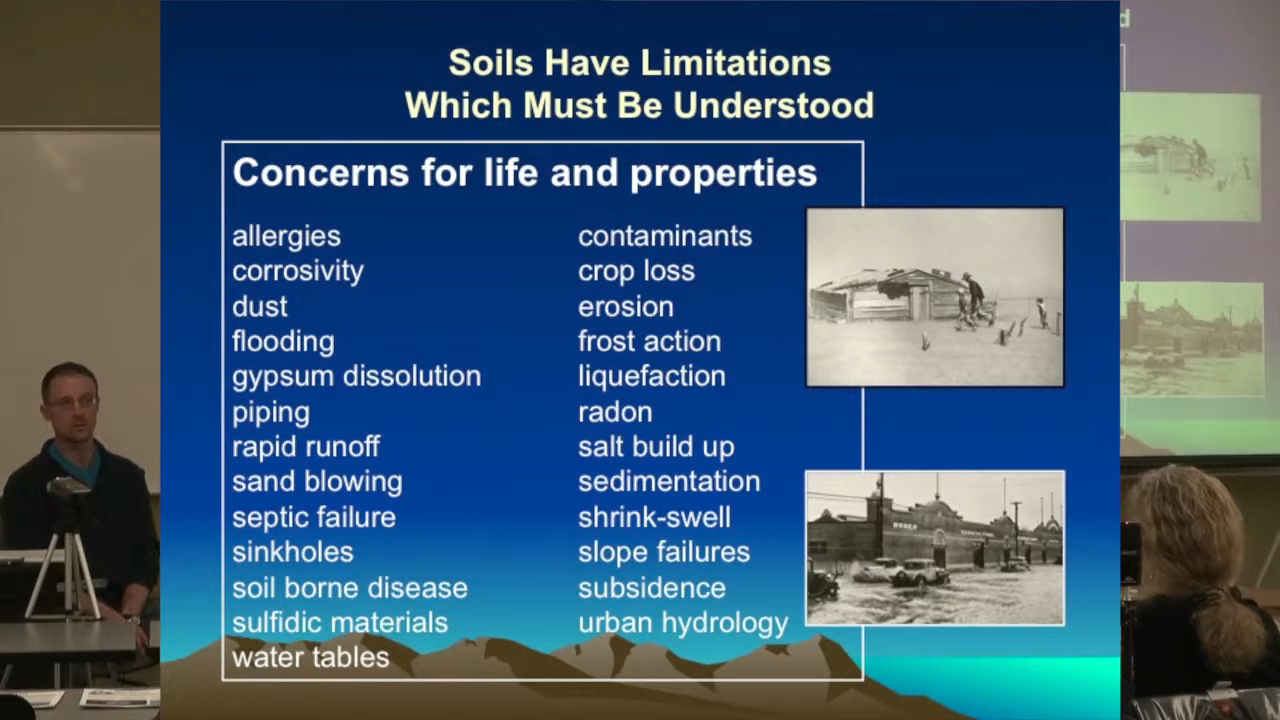 Soils Have Limitations
Which Must Be Understood
Concerns for life and properties
allergies
corrosivity
dust
flooding
gypsum dissolution
piping
rapid runoff
sand blowing
septic failure
sinkholes
soil borne disease
sulfidic materials
water tables
contaminants
crop loss
erosion
frost action
liquefaction
radon
salt build up
sedimentation
shrink-swell
slope failures
subsidence
urban hydrology
d